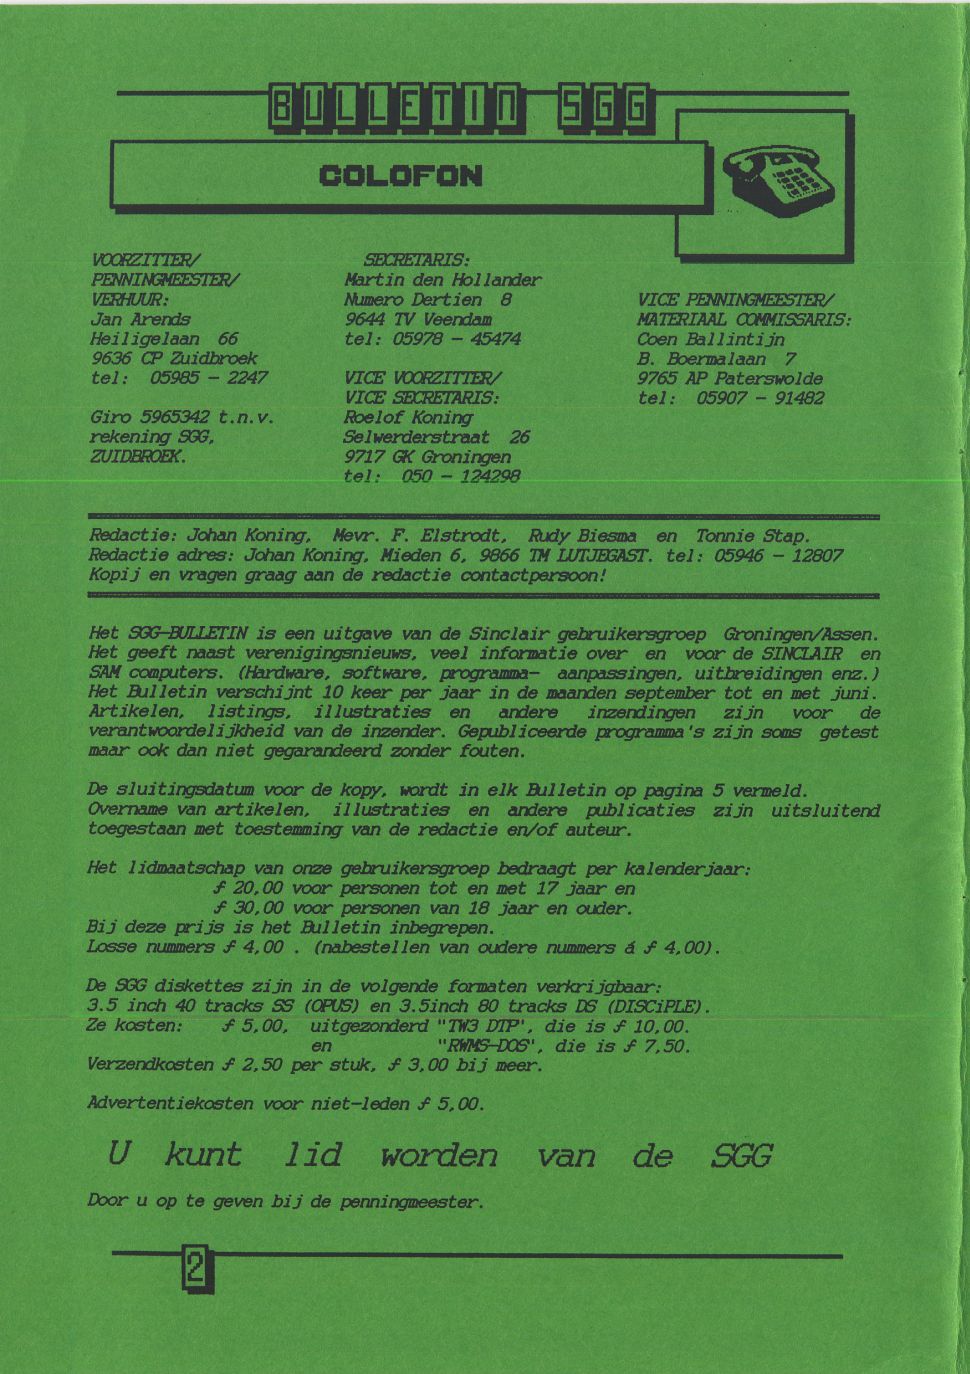 BULLETIN SGG
COLOFON
VOORZITTER/
PENNINGMEESTER/
VERHUUR:
Jan Arends
Heiligelaan 66
9636 CP Zuidbroek
tel: 05985 - 2247
Giro 5965342 t.n.v.
rekening SGG,
ZUIDBROEK.
SECRETARIS:
Martin den Hollander
Numero Dertien 8
9644 TV Veendam
tel: 05978 - 45474
VICE VOORZITTER/
VICE SECRETARIS:
Roelof Koning
Selwerderstraat 26
9717 GK Groningen
tel: 050 - 124298
VICE PENNINGMEESTER/
MATERIAAL COMMISSARIS:
Coen Ballintijn
B. Boermalaan 7
9765 AP Paterswolde
tel: 05907 - 91482
Redactie: Johan Koning, Mevr. F. Elstrodt, Rudy Biesma en Tonnie Stap.
Redactie adres: Johan Koning, Mieden 6, 9866 TM LUTJEGAST. tel: 05946 - 12807
Kopij en vragen graag aan de redactie contactpersoon!
Het SGG-BULLETIN is een uitgave van de Sinclair gebruikersgroep Groningen/Assen.
Het geeft naast verenigingsnieuws, veel informatie over en voor de SINCLAIR en
SAM computers. (Hardware, software, programma- aanpassingen, uitbreidingen enz.)
Het Bulletin verschijnt 10 keer per jaar in de maanden september tot en met juni.
Artikelen, listings, illustraties en andere inzendingen zijn voor de
verantwoordelijkheid van de inzender. Gepubliceerde programma's zijn soms getest
maar ook dan niet gegarandeerd zonder fouten.
De sluitingsdatum voor de kopy, wordt in elk Bulletin op pagina 5 vermeld.
Overname van artikelen, illustraties en andere publicaties zijn uitsluitend
toegestaan met toestemming van de redactie en/of auteur.
Het lidmaatschap van onze gebruikersgroep bedraagt per kalenderjaar:
ƒ 20,00 voor personen tot en met 17 jaar en
ƒ 30,00 voor personen van 18 jaar en ouder.
Bij deze prijs is het Bulletin inbegrepen.
Losse nummers ƒ 4,00 . (nabestellen van oudere nummers á ƒ 4,00).
De SGG diskettes zijn in de volgende formaten verkrijgbaar:
3.5 inch 40 tracks SS (OPUS) en 3.5inch 80 tracks DS (DISCiPLE).
Ze kosten: ƒ 5,00, uitgezonderd "TW3 DTP", die is ƒ 10,00.
en "RWMS-DOS", die is ƒ 7,50.
Verzendkosten ƒ 2,50 per stuk, ƒ 3,00 bij meer.
Advertentiekosten voor niet-leden ƒ 5,00.
U kunt lid worden van de SGG
Door u op te geven bij de penningmeester.
2